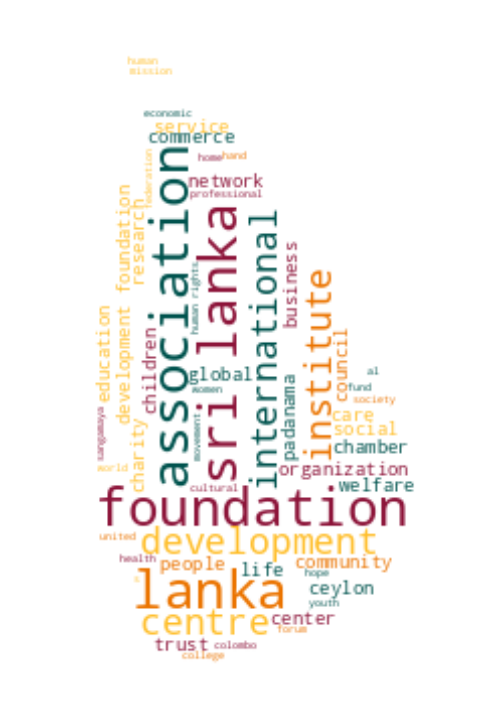 human
mission
economic
service
commerce
home
hand
federation
network
professional
association
sri lanka
foundation
research
international
human rights
business
institute
education
development
children
global
women
council
al
fund
society
padanama
care
social
sangamaya
charity
movement
chamber
world
organization
welfare
cultural
foundation
united
development
health
people
life
community
hope
lanka
ceylon
youth
centre
center
forum
trust
colombo
college